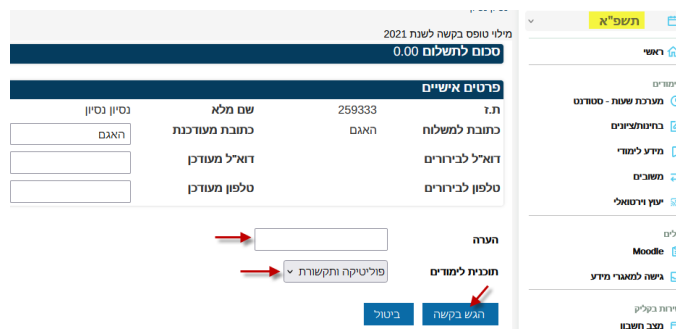 תשפ"א
ראשי
מערכת שעות - סטודנט
בחינות/ציונים
מידע לימודי
משובים
יעוץ וירטואלי
Moodle
גישה למאגרי מידע
מצב חשבון
מילוי טופס בקשה לשנת 2021
סכום לתשלום 0.00
פרטים אישיים
ת.ז 259333 שם מלא נסיון נסיון
כתובת למשלוח האגם כתובת מעודכנת האגם
דוא"ל לבירורים דוא"ל מעודכן
טלפון לבירורים טלפון מעודכן
הערה
תוכנית לימודים פוליטיקה ותקשורת
הגש בקשה ביטול